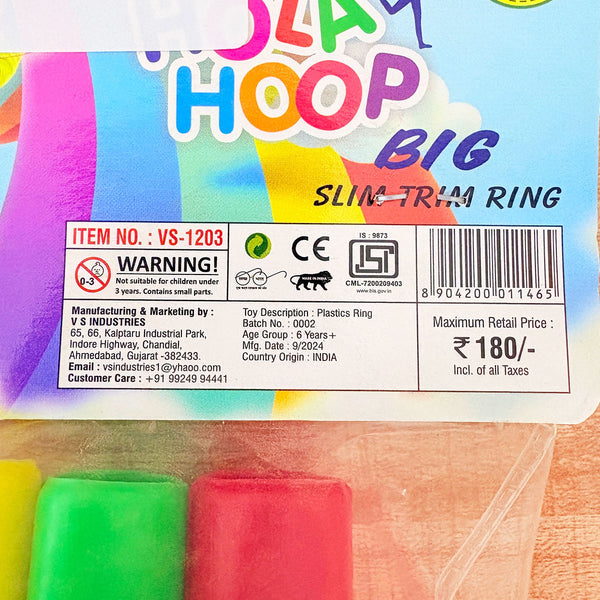 HOLA
HOOP
BIG
SLIM TRIM RING
ITEM NO. : VS-1203
0-3
WARNING!
Not suitable for children under
3 years. Contains small parts.
CE
MAKE IN INDIA
IS : 9873
ISI
CML-7200209403
www.bis.gov.in
8 904200 011465
Manufacturing & Marketing by :
V S INDUSTRIES
65, 66, Kalptaru Industrial Park,
Indore Highway, Chandial,
Ahmedabad, Gujarat -382433.
Email : vsindustries1@yhaoo.com
Customer Care : +91 99249 94441
Toy Description : Plastics Ring
Batch No. : 0002
Age Group : 6 Years+
Mfg. Date : 9/2024
Country Origin : INDIA
Maximum Retail Price :
₹ 180/-
Incl. of all Taxes